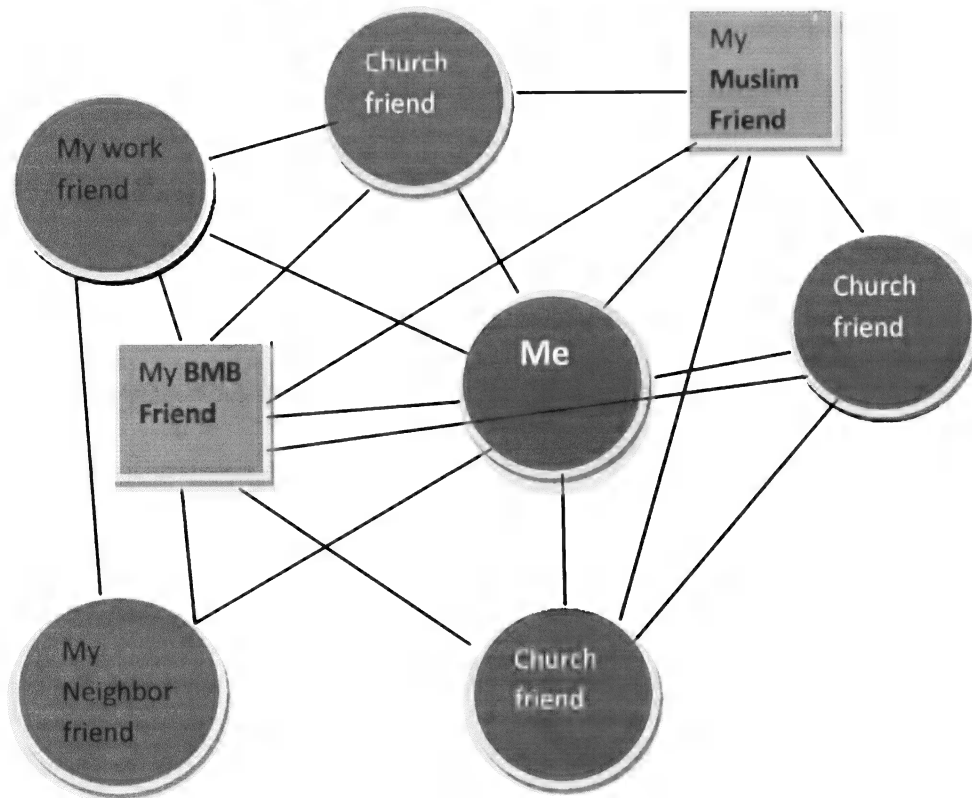 Church
friend
My
Muslim
Friend
My work
friend
Church
friend
Me
My BMB
Friend
My
Neighbor
friend
Church
friend